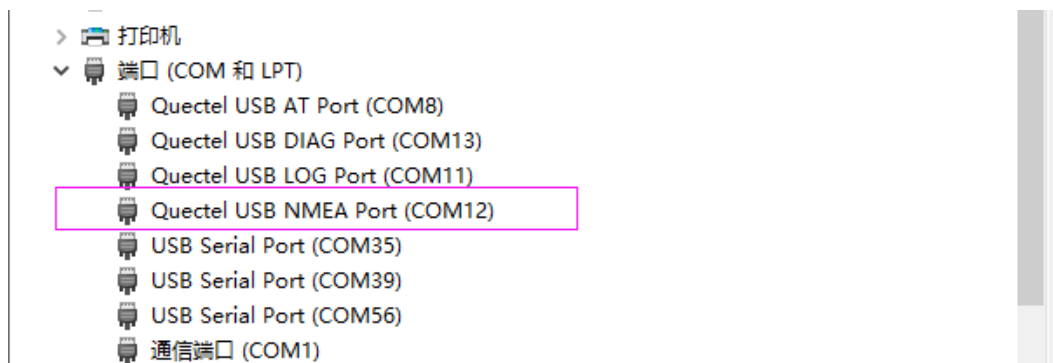 打印机
端口 (COM 和 LPT)
Quectel USB AT Port (COM8)
Quectel USB DIAG Port (COM13)
Quectel USB LOG Port (COM11)
Quectel USB NMEA Port (COM12)
USB Serial Port (COM35)
USB Serial Port (COM39)
USB Serial Port (COM56)
通信端口 (COM1)